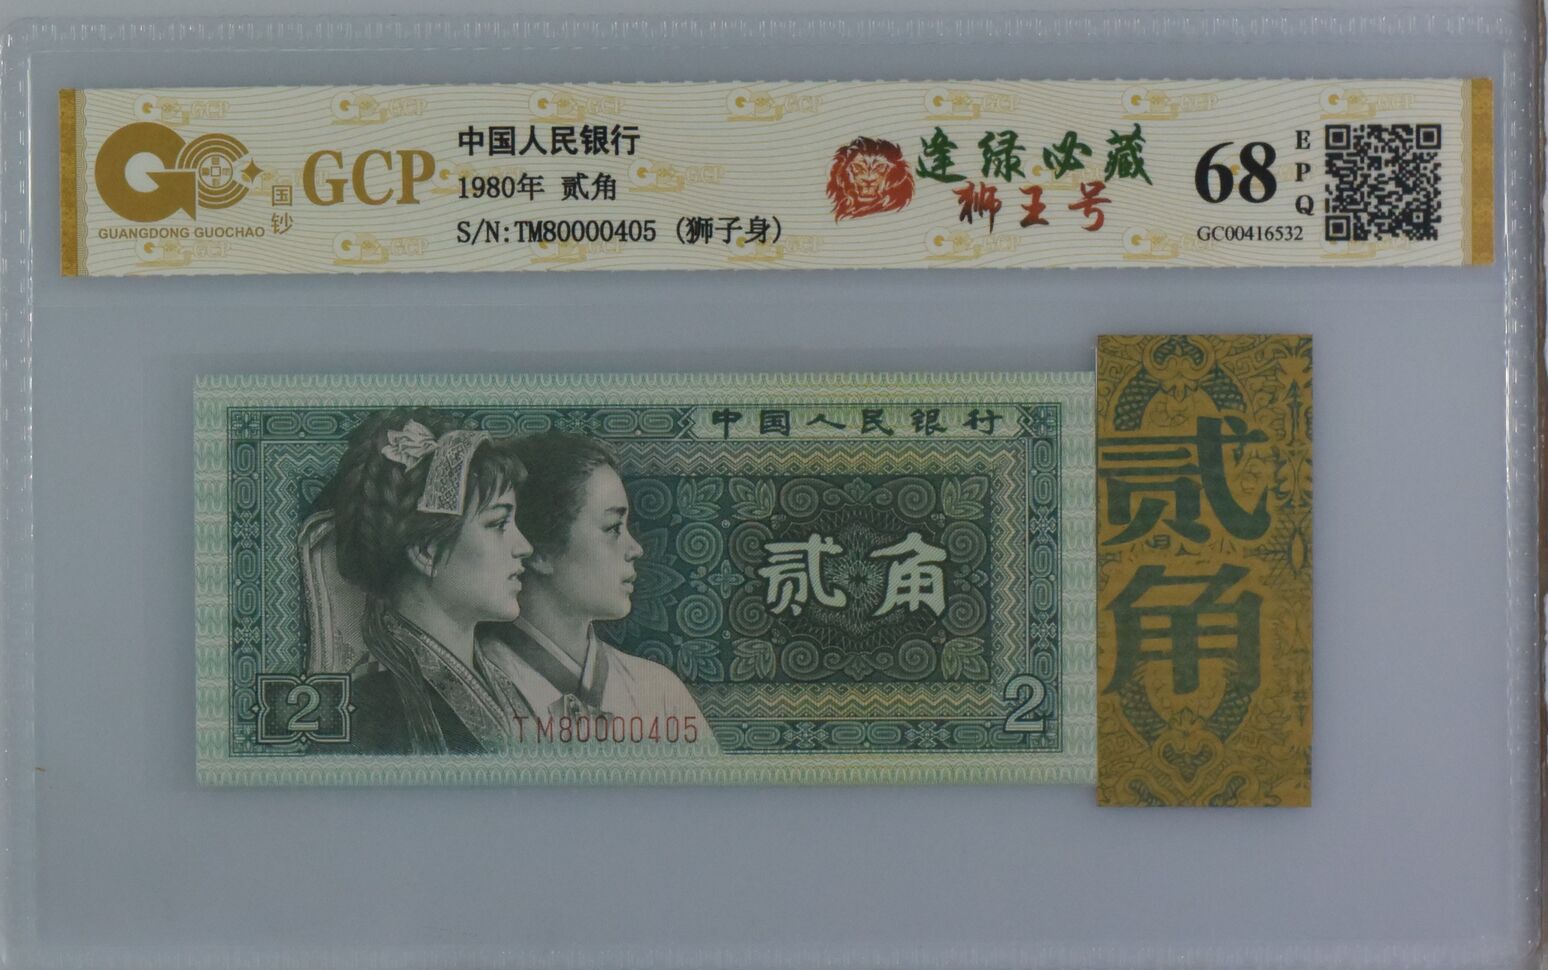 GCP
国钞
GUANGDONG GUOCHAO
中国人民银行
1980年 贰角
S/N:TM80000405 (狮子身)
逢绿必藏
狮王号
68
EPQ
GC00416532
中国人民银行
贰角
2
2
TM80000405
贰角